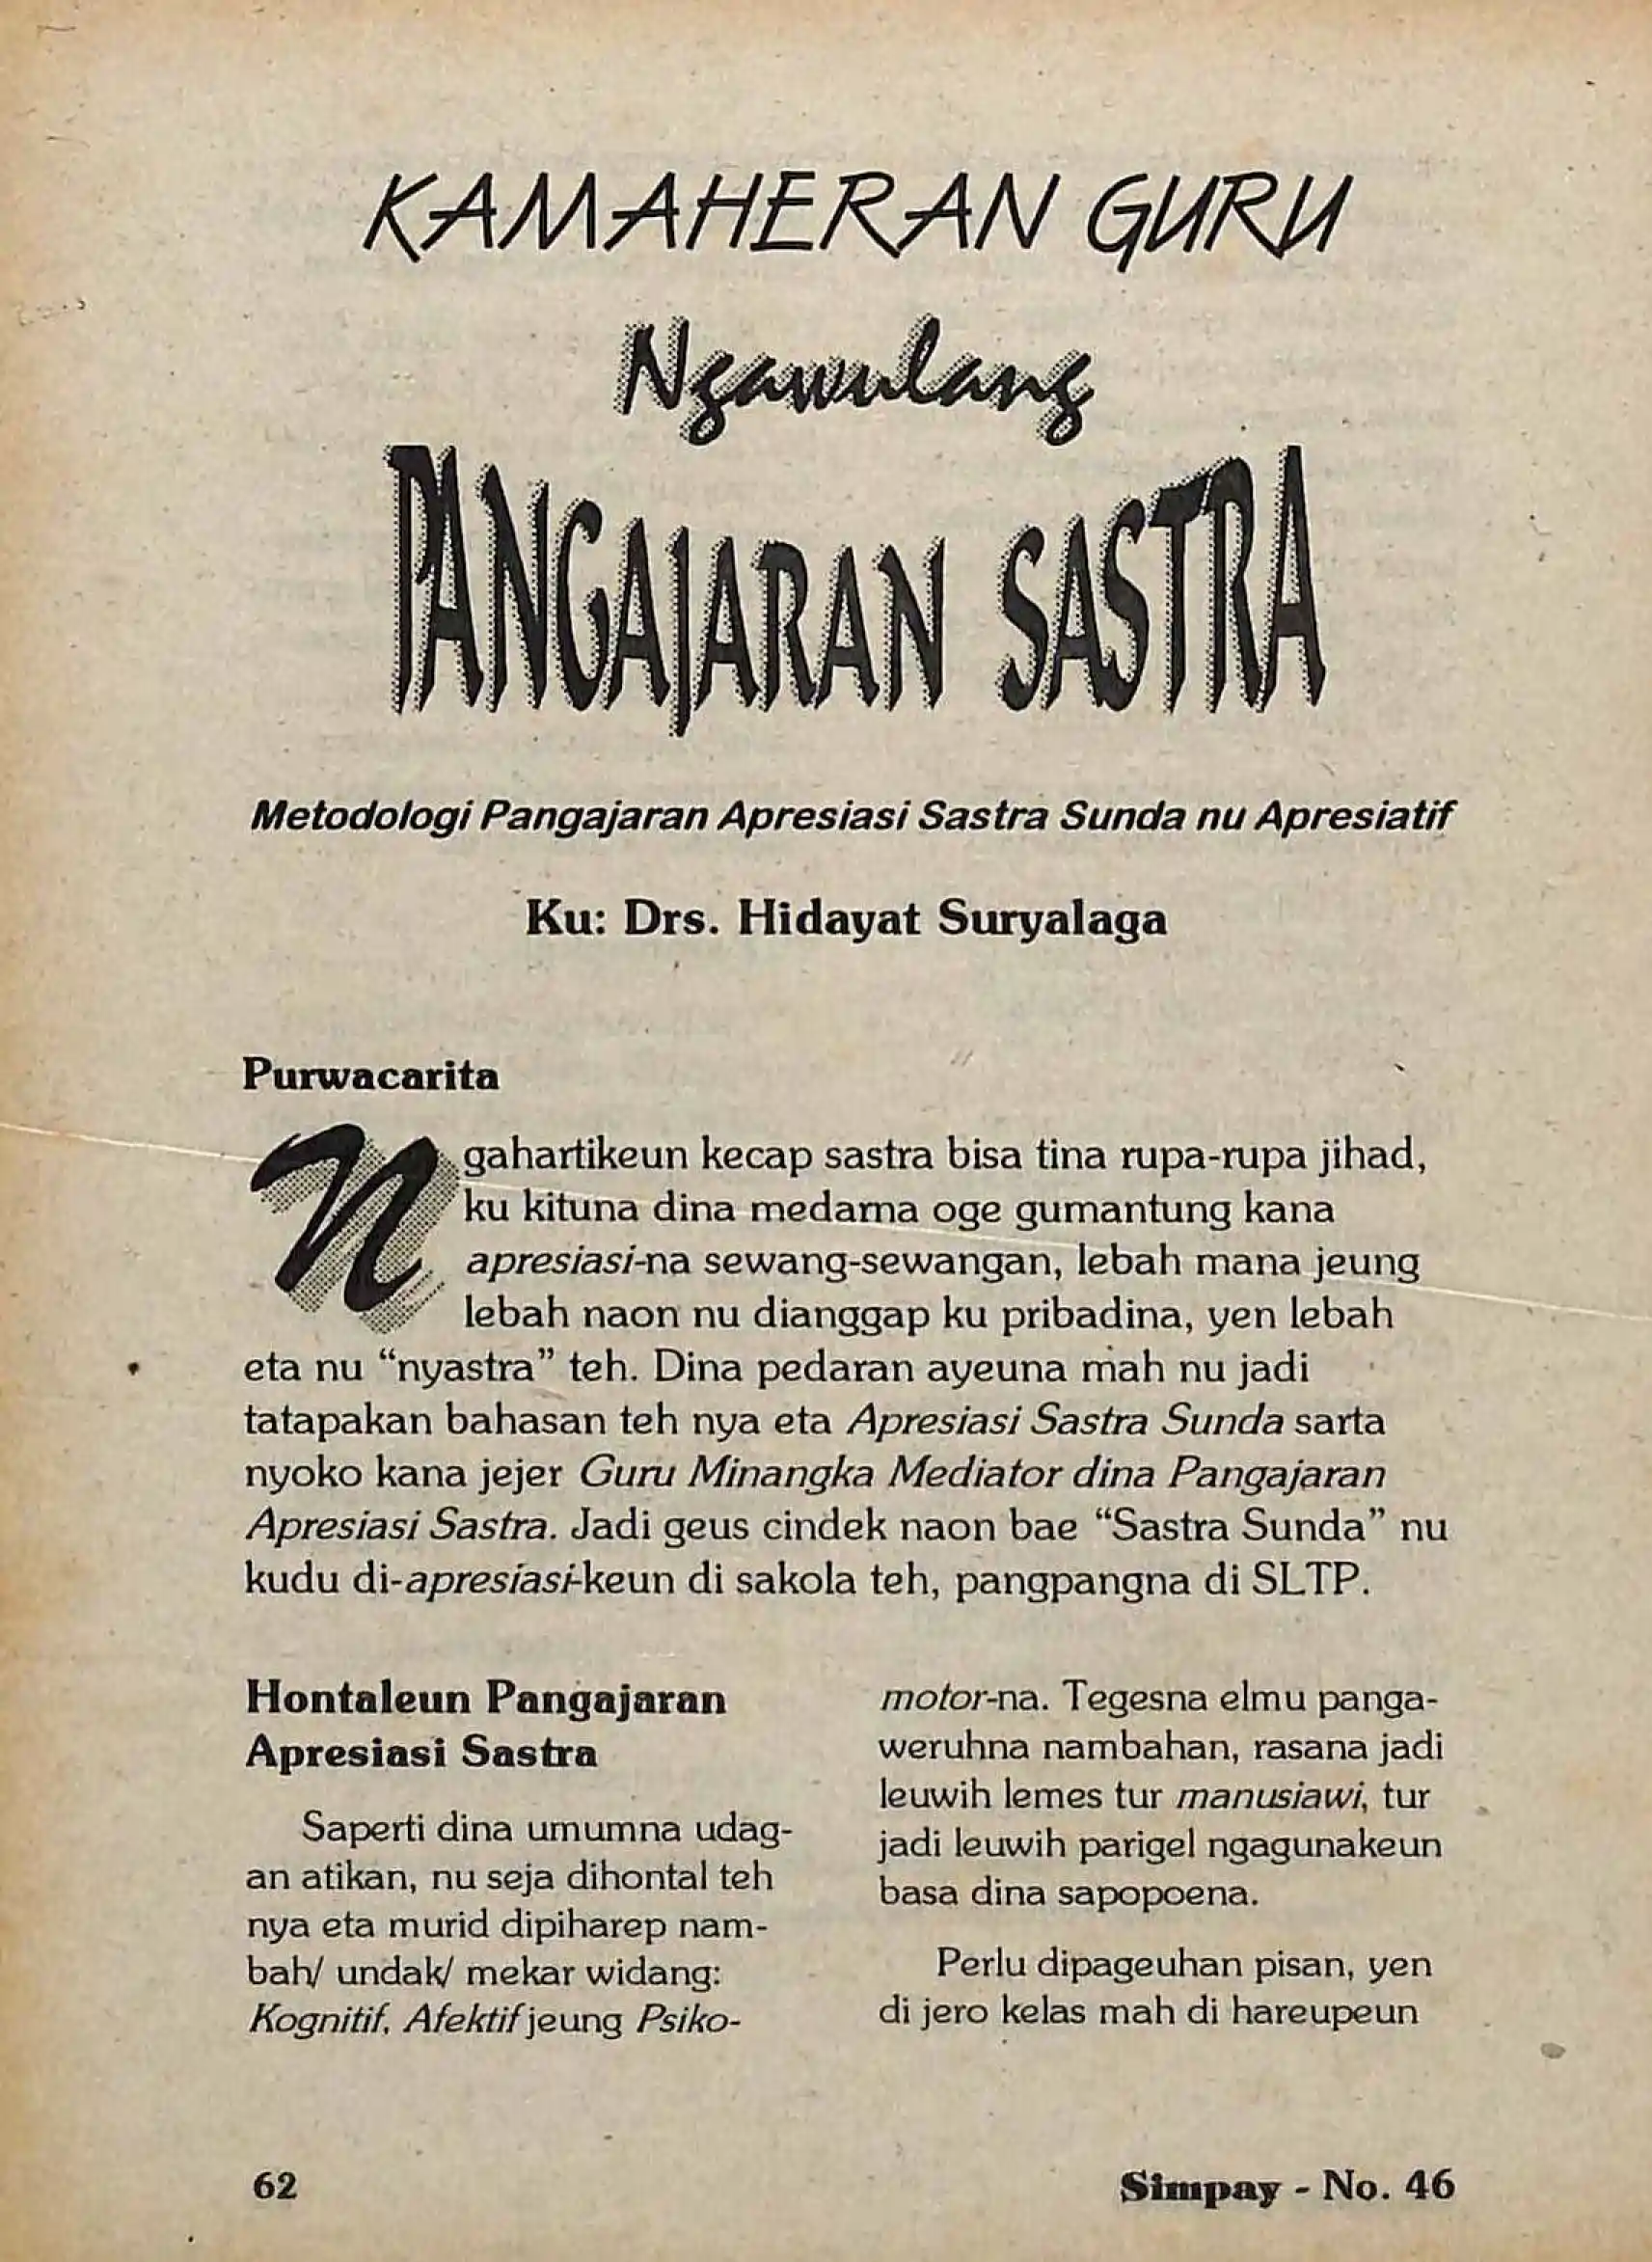 KAMAHERAN GURU
Ngawulang
PANGAJARAN SASTRA
Metodologi Pangajaran Apresiasi Sastra Sunda nu Apresiatif
Ku: Drs. Hidayat Suryalaga
Purwacarita
Ngahartikeun kecap sastra bisa tina rupa-rupa jihad,
ku kituna dina medarna oge gumantung kana
apresiasi-na sewang-sewangan, lebah mana jeung
lebah naon nu dianggap ku pribadina, yen lebah
eta nu “nyastra” teh. Dina pedaran ayeuna mah nu jadi
tatapakan bahasan teh nya eta Apresiasi Sastra Sunda sarta
nyoko kana jejer Guru Minangka Mediator dina Pangajaran
Apresiasi Sastra. Jadi geus cindek naon bae “Sastra Sunda” nu
kudu di-apresiasi-keun di sakola teh, pangpangna di SLTP.
Hontaleun Pangajaran
Apresiasi Sastra
Saperti dina umumna udag-
an atikan, nu seja dihontal teh
nya eta murid dipiharep nam-
bah/ undak/ mekar widang:
Kognitif, Afektif jeung Psiko-
motor-na. Tegesna elmu panga-
weruhna nambahan, rasana jadi
leuwih lemes tur manusiawi, tur
jadi leuwih parigel ngagunakeun
basa dina sapopoena.
Perlu dipageuhan pisan, yen
di jero kelas mah di hareupeun
62
Simpay - No. 46